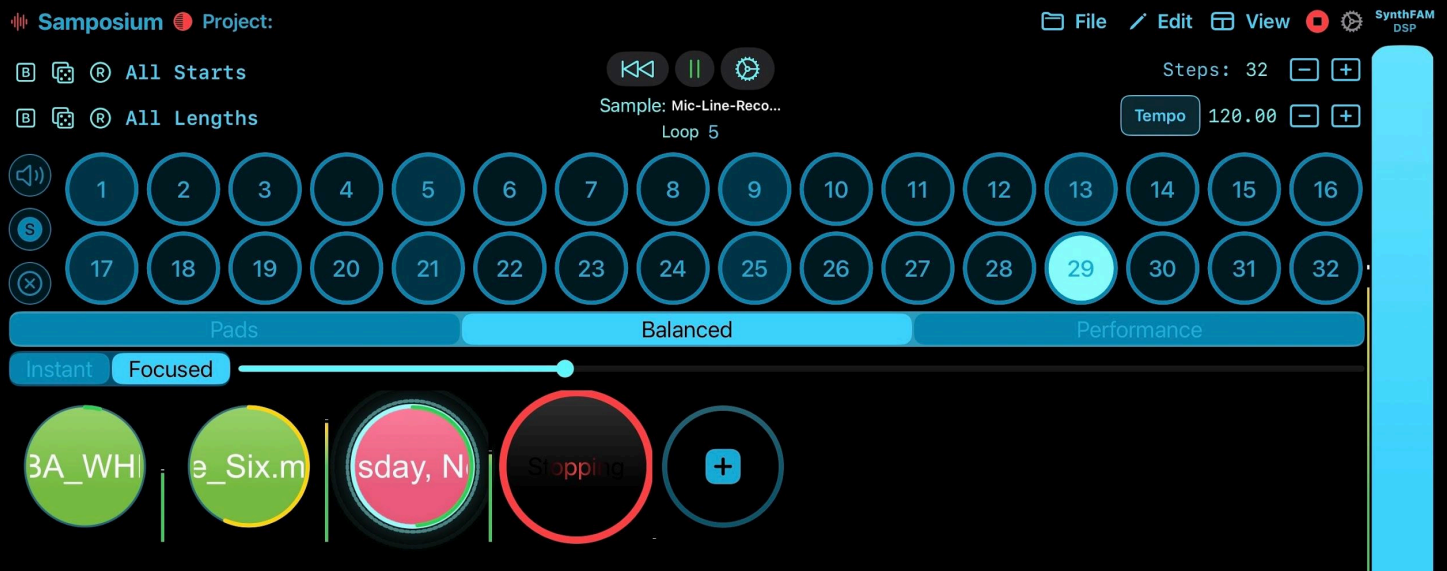 Samposium Project: File Edit View SynthFAM
DSP
B R All Starts
Steps: 32
B R All Lengths
Sample: Mic-Line-Reco...
Loop 5
Tempo 120.00
1 2 3 4 5 6 7 8 9 10 11 12 13 14 15 16
S
17 18 19 20 21 22 23 24 25 26 27 28 29 30 31 32
Pads Balanced Performance
Instant Focused
BA_WHI e_Six.m sday, No Stopping